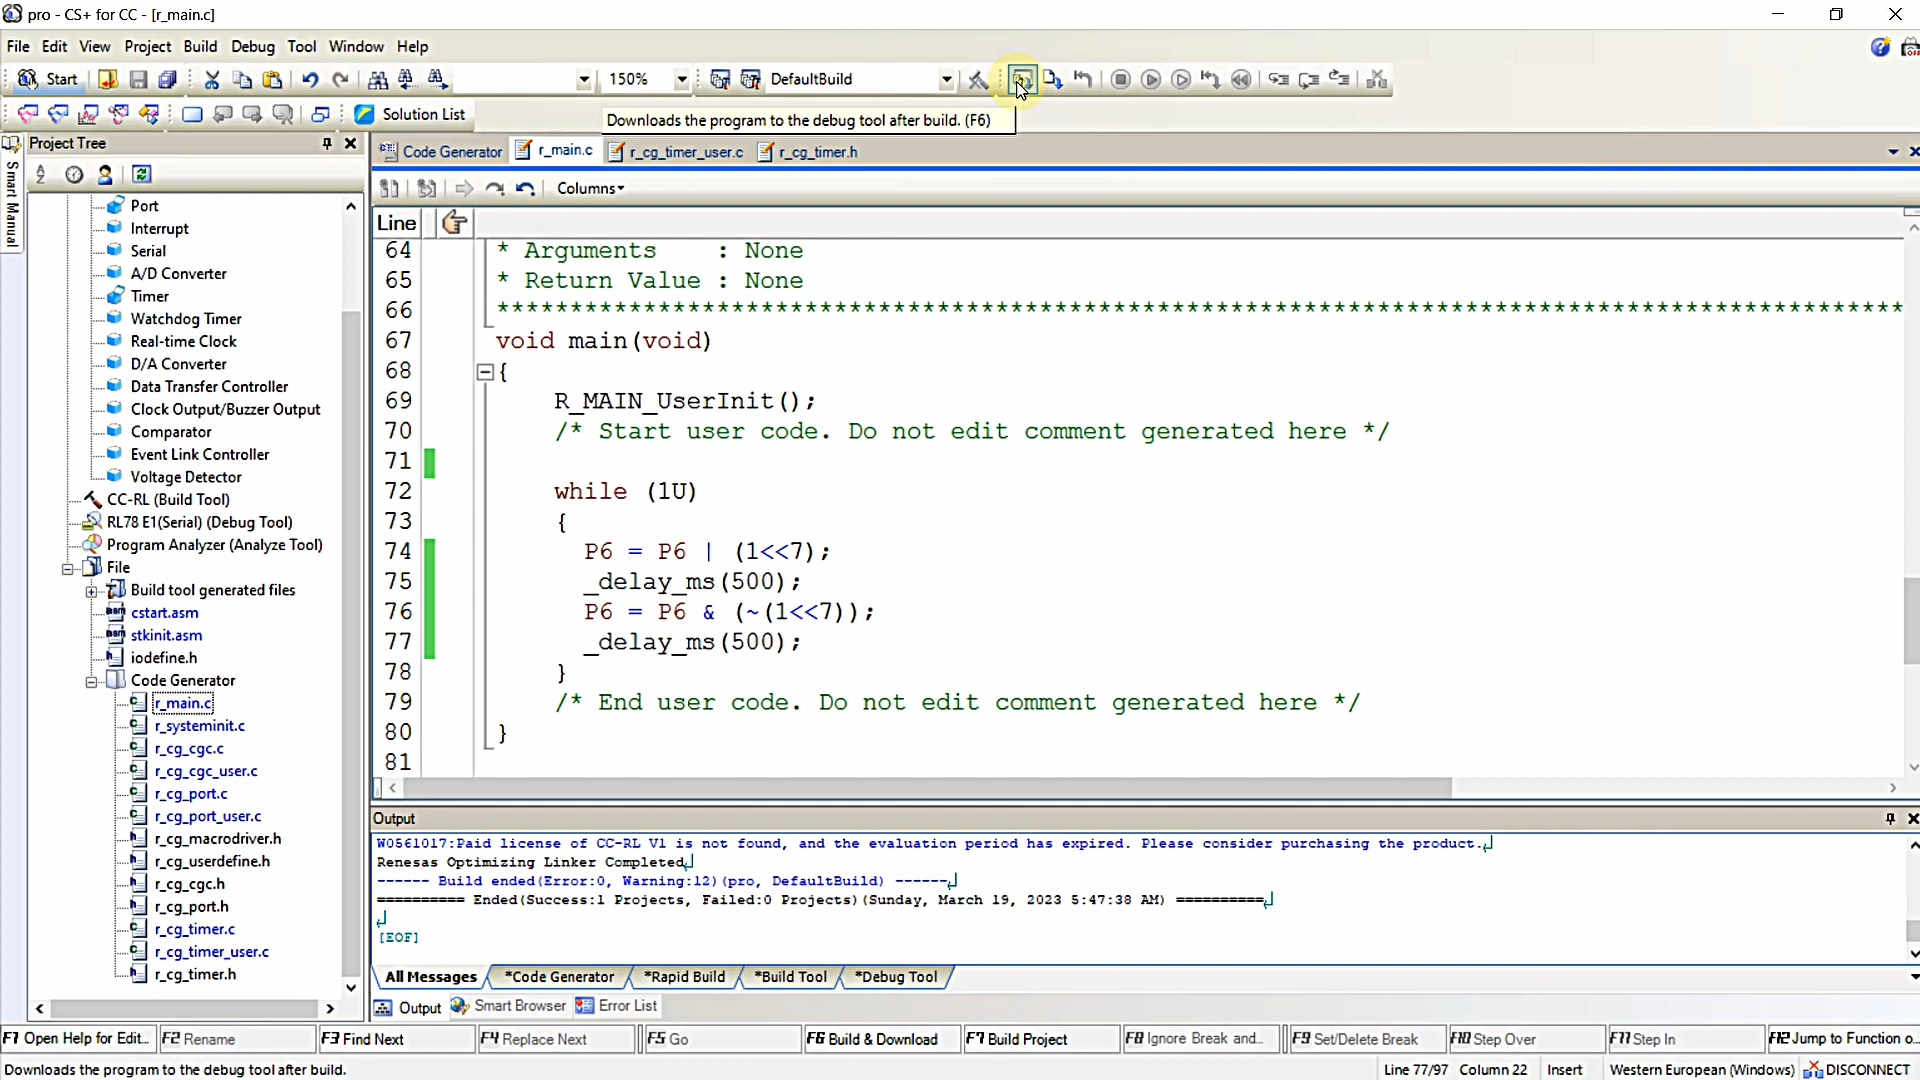 pro - CS+ for CC - [r_main.c]
File Edit View Project Build Debug Tool Window Help
Start 150% DefaultBuild
Solution List
Downloads the program to the debug tool after build. (F6)
Smart Manual
Project Tree
Port
Interrupt
Serial
A/D Converter
Timer
Watchdog Timer
Real-time Clock
D/A Converter
Data Transfer Controller
Clock Output/Buzzer Output
Comparator
Event Link Controller
Voltage Detector
CC-RL (Build Tool)
RL78 E1(Serial) (Debug Tool)
Program Analyzer (Analyze Tool)
File
Build tool generated files
cstart.asm
stkinit.asm
iodefine.h
Code Generator
r_main.c
r_systeminit.c
r_cg_cgc.c
r_cg_cgc_user.c
r_cg_port.c
r_cg_port_user.c
r_cg_macrodriver.h
r_cg_userdefine.h
r_cg_cgc.h
r_cg_port.h
r_cg_timer.c
r_cg_timer_user.c
r_cg_timer.h
Code Generator r_main.c r_cg_timer_user.c r_cg_timer.h
Columns
Line
64 * Arguments : None
65 * Return Value : None
66 ************************************************************************************************
67 void main(void)
68 {
69 R_MAIN_UserInit();
70 /* Start user code. Do not edit comment generated here */
71
72 while (1U)
73 {
74 P6 = P6 | (1<<7);
75 _delay_ms(500);
76 P6 = P6 & (~(1<<7));
77 _delay_ms(500);
78 }
79 /* End user code. Do not edit comment generated here */
80 }
81
Output
W0561017:Paid license of CC-RL V1 is not found, and the evaluation period has expired. Please consider purchasing the product.
Renesas Optimizing Linker Completed
------ Build ended(Error:0, Warning:12)(pro, DefaultBuild) ------
========== Ended(Success:1 Projects, Failed:0 Projects)(Sunday, March 19, 2023 5:47:38 AM) ==========
[EOF]
All Messages *Code Generator *Rapid Build *Build Tool *Debug Tool
Output Smart Browser Error List
F1 Open Help for Edit... F2 Rename F3 Find Next F4 Replace Next F5 Go F6 Build & Download F7 Build Project F8 Ignore Break and... F9 Set/Delete Break F10 Step Over F11 Step In F12 Jump to Function o...
Downloads the program to the debug tool after build. Line 77/97 Column 22 Insert Western European (Windows) DISCONNECT